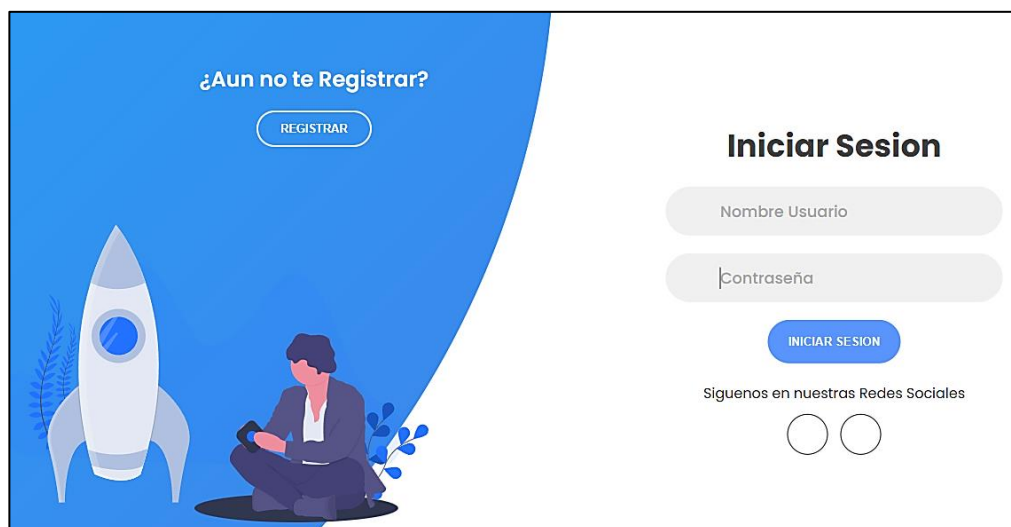 ¿Aun no te Registrar?
REGISTRAR
Iniciar Sesion
Nombre Usuario
Contraseña
INICIAR SESION
Siguenos en nuestras Redes Sociales